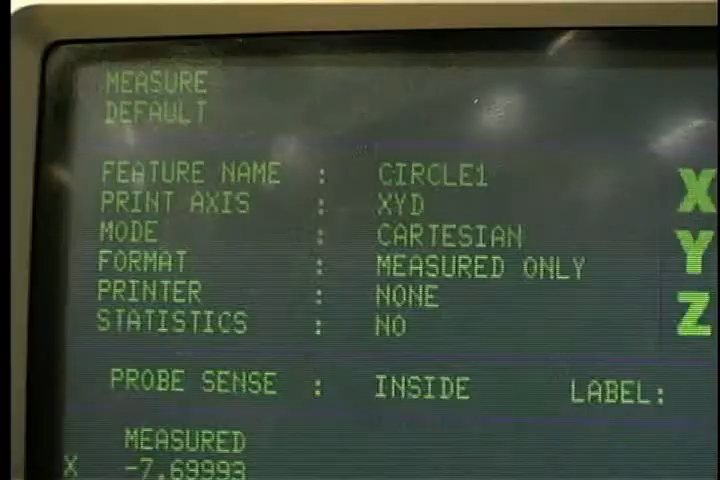 MEASURE
DEFAULT
FEATURE NAME : CIRCLE1
PRINT AXIS : XYD
MODE : CARTESIAN
FORMAT : MEASURED ONLY
PRINTER : NONE
STATISTICS : NO
X
Y
Z
PROBE SENSE : INSIDE LABEL:
MEASURED
X -7.69993